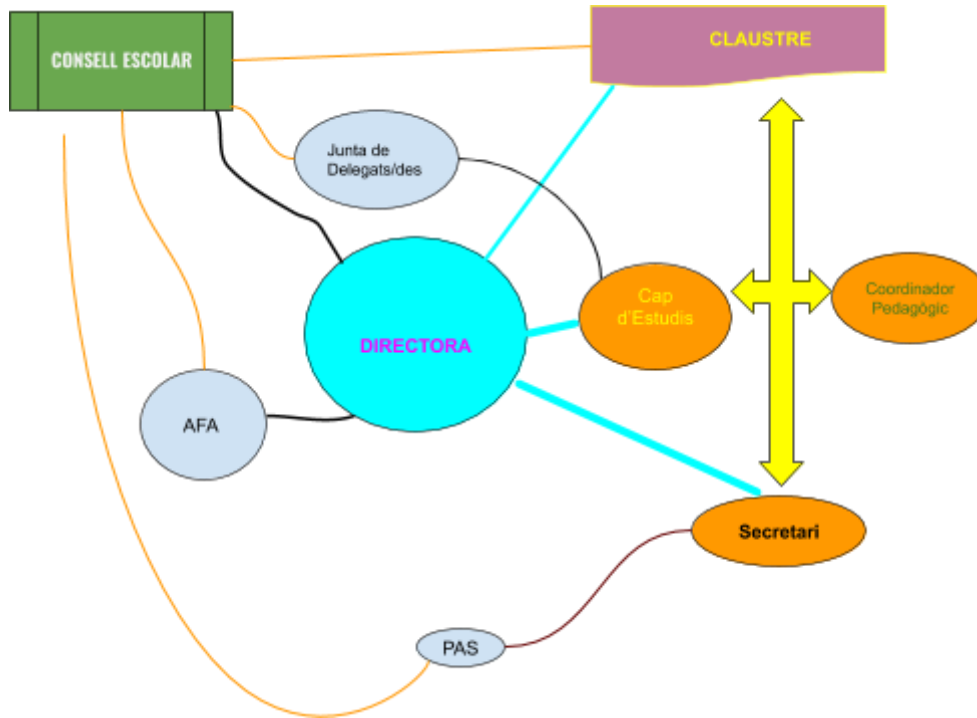 CONSELL ESCOLAR
CLAUSTRE
Junta de
Delegats/des
Cap
d'Estudis
Coordinador
Pedagògic
DIRECTORA
AFA
Secretari
PAS